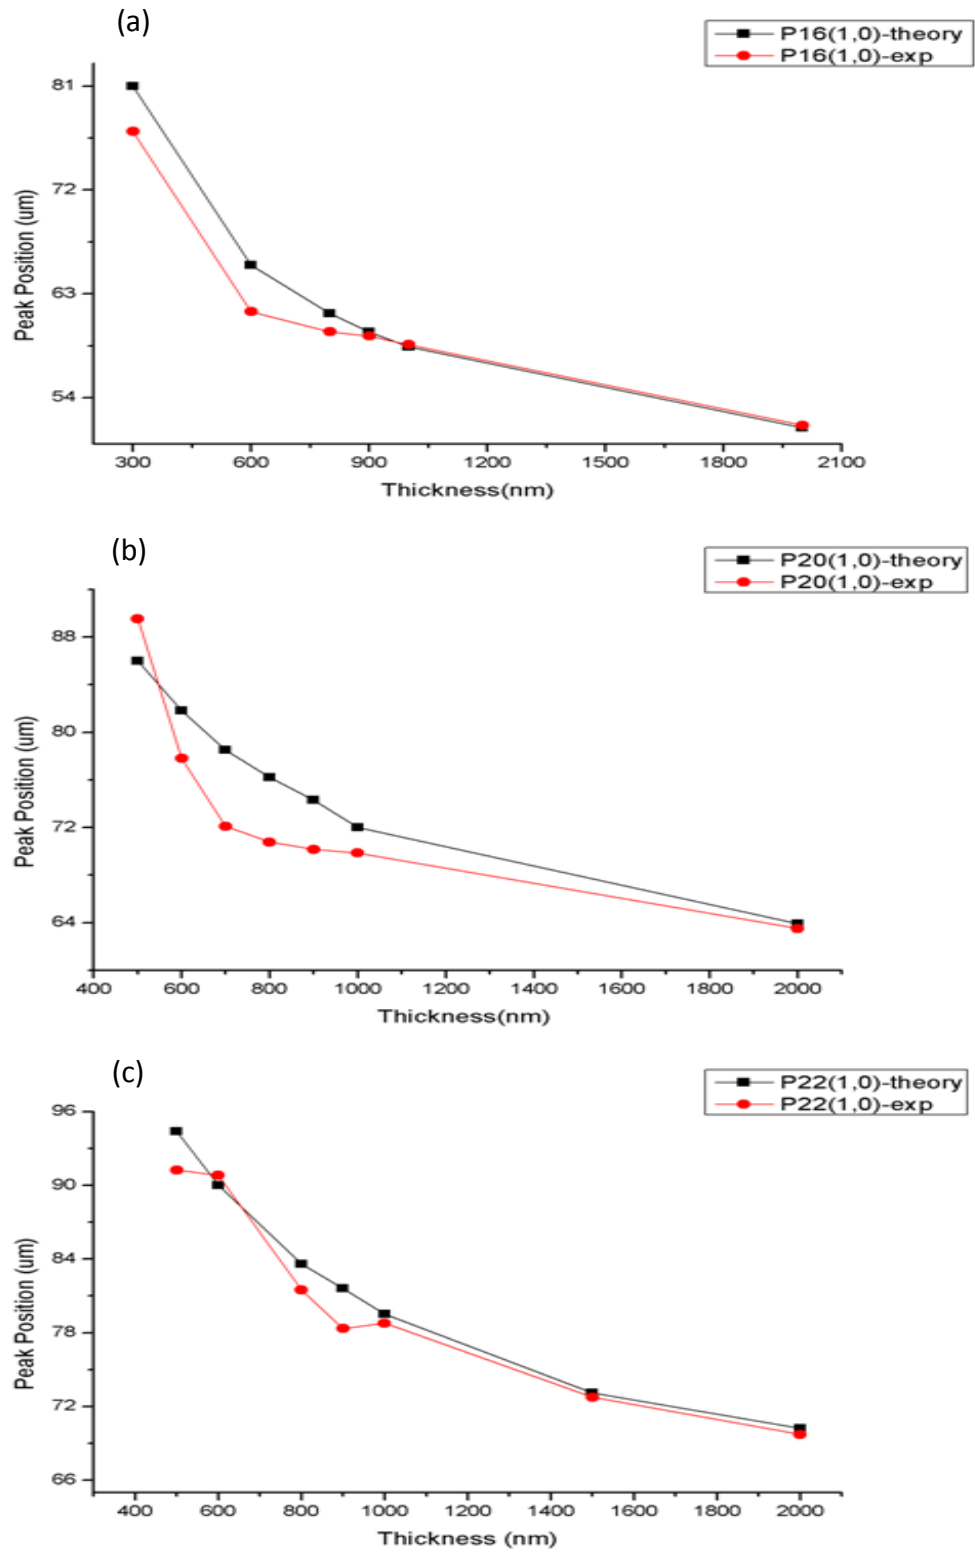 (a)
P16(1,0)-theory
P16(1,0)-exp
81
72
63
54
Peak Position (um)
300 600 900 1200 1500 1800 2100
Thickness(nm)
(b)
P20(1,0)-theory
P20(1,0)-exp
88
80
72
64
Peak Position (um)
400 600 800 1000 1200 1400 1600 1800 2000
Thickness(nm)
(c)
P22(1,0)-theory
P22(1,0)-exp
96
90
84
78
72
66
Peak Position (um)
400 600 800 1000 1200 1400 1600 1800 2000
Thickness (nm)